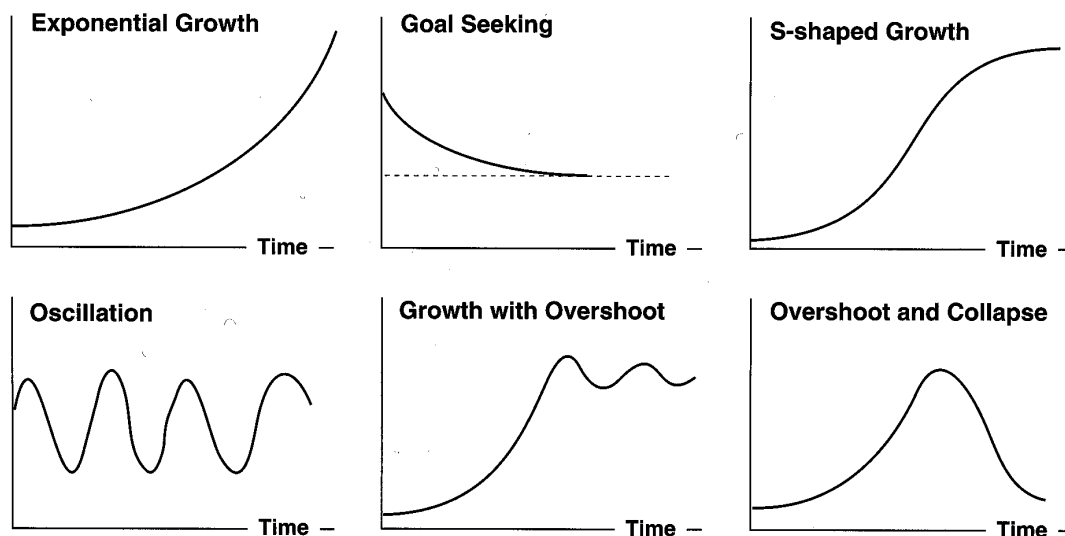 Exponential Growth
Goal Seeking
S-shaped Growth
Time
Time
Time
Oscillation
Growth with Overshoot
Overshoot and Collapse
Time
Time
Time